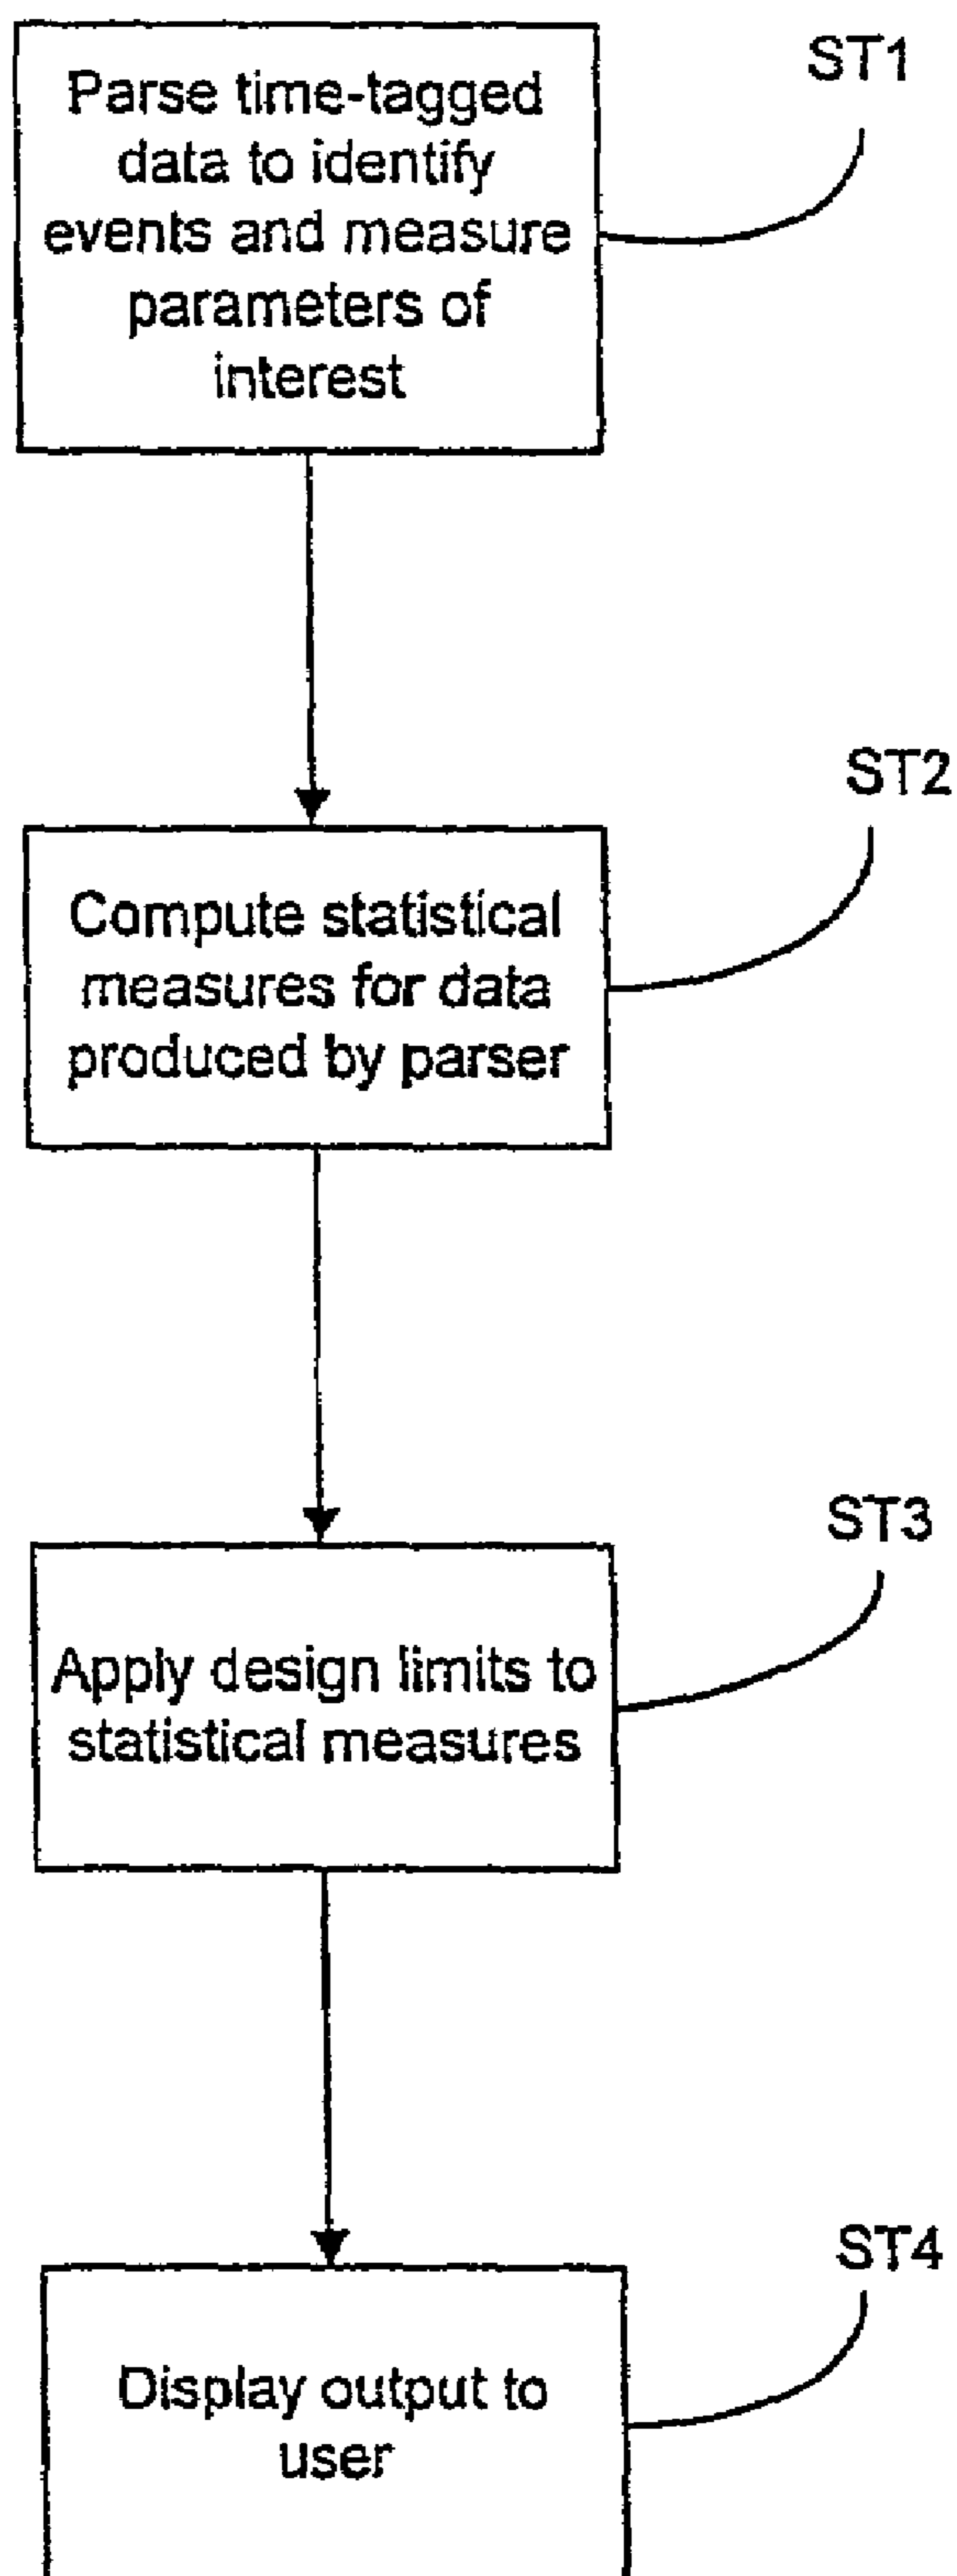 Parse time-tagged
data to identify
events and measure
parameters of
interest
ST1
Compute statistical
measures for data
produced by parser
ST2
Apply design limits to
statistical measures
ST3
Display output to
user
ST4